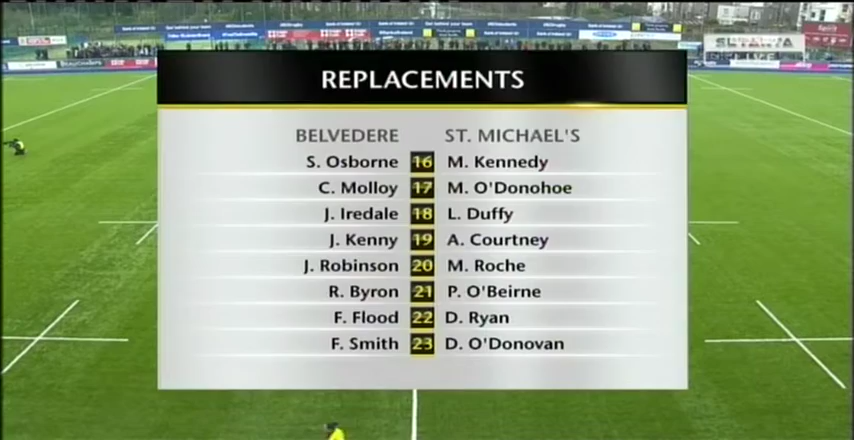 REPLACEMENTS
BELVEDERE ST. MICHAEL'S
S. Osborne 16 M. Kennedy
C. Molloy 17 M. O'Donohoe
J. Iredale 18 L. Duffy
J. Kenny 19 A. Courtney
J. Robinson 20 M. Roche
R. Byron 21 P. O'Beirne
F. Flood 22 D. Ryan
F. Smith 23 D. O'Donovan